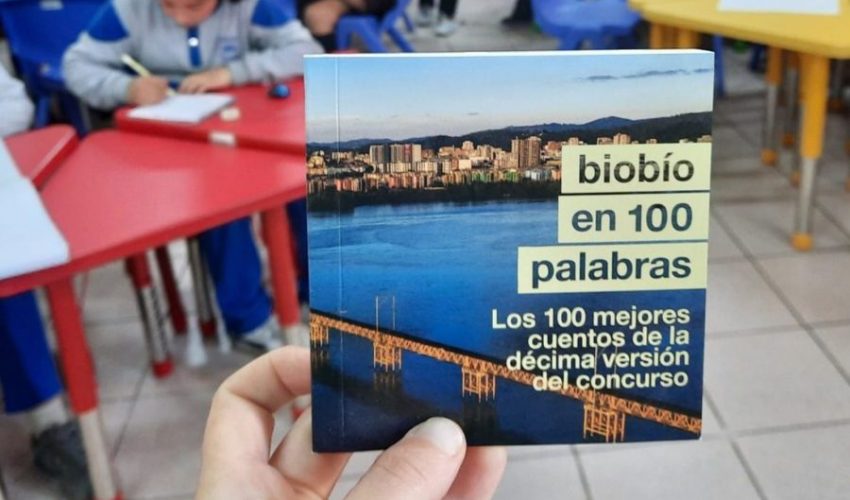 biobío
en 100
palabras
Los 100 mejores
cuentos de la
décima versión
del concurso